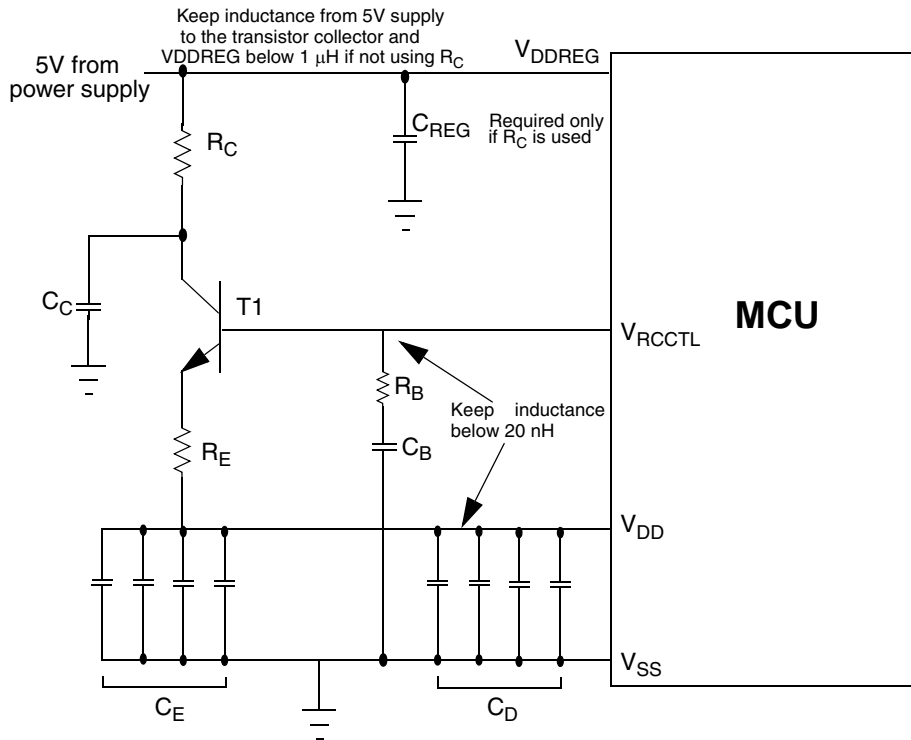 Keep inductance from 5V supply
to the transistor collector and
VDDREG below 1 μH if not using RC
VDDREG
5V from
power supply
CREG
Required only
if RC is used
RC
CC
T1
MCU
VRCCTL
RB
Keep inductance
below 20 nH
CB
RE
VDD
VSS
CE
CD